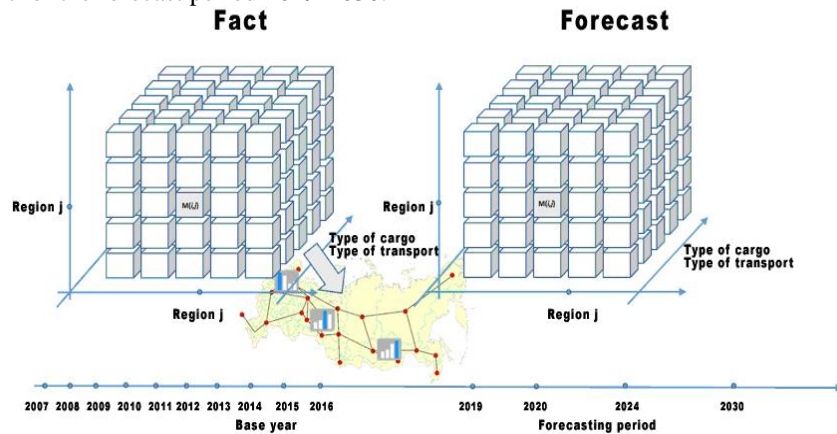 Fact Forecast
M(i,j) M(i,j)
Region j Region j
Type of cargo
Type of transport
Type of cargo
Type of transport
Region j Region j
2007 2008 2009 2010 2011 2012 2013 2014 2015 2016 2019 2020 2024 2030
Base year Forecasting period